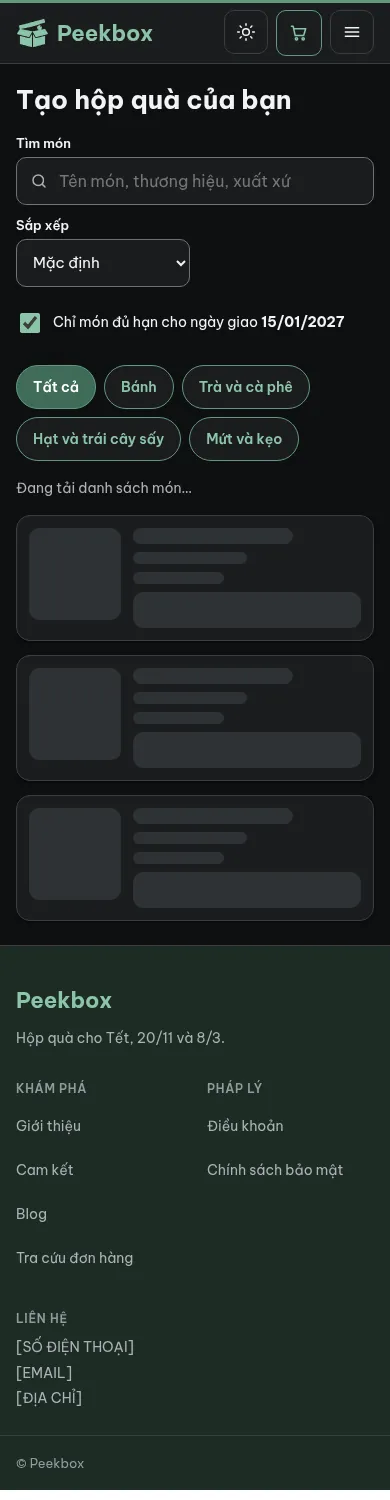 Peekbox
Tạo hộp quà của bạn
Tìm món
Tên món, thương hiệu, xuất xứ
Sắp xếp
Mặc định
Chỉ món đủ hạn cho ngày giao 15/01/2027
Tất cả
Bánh
Trà và cà phê
Hạt và trái cây sấy
Mứt và kẹo
Đang tải danh sách món...
Peekbox
Hộp quà cho Tết, 20/11 và 8/3.
KHÁM PHÁ
Giới thiệu
Cam kết
Blog
Tra cứu đơn hàng
PHÁP LÝ
Điều khoản
Chính sách bảo mật
LIÊN HỆ
[SỐ ĐIỆN THOẠI]
[EMAIL]
[ĐỊA CHỈ]
© Peekbox